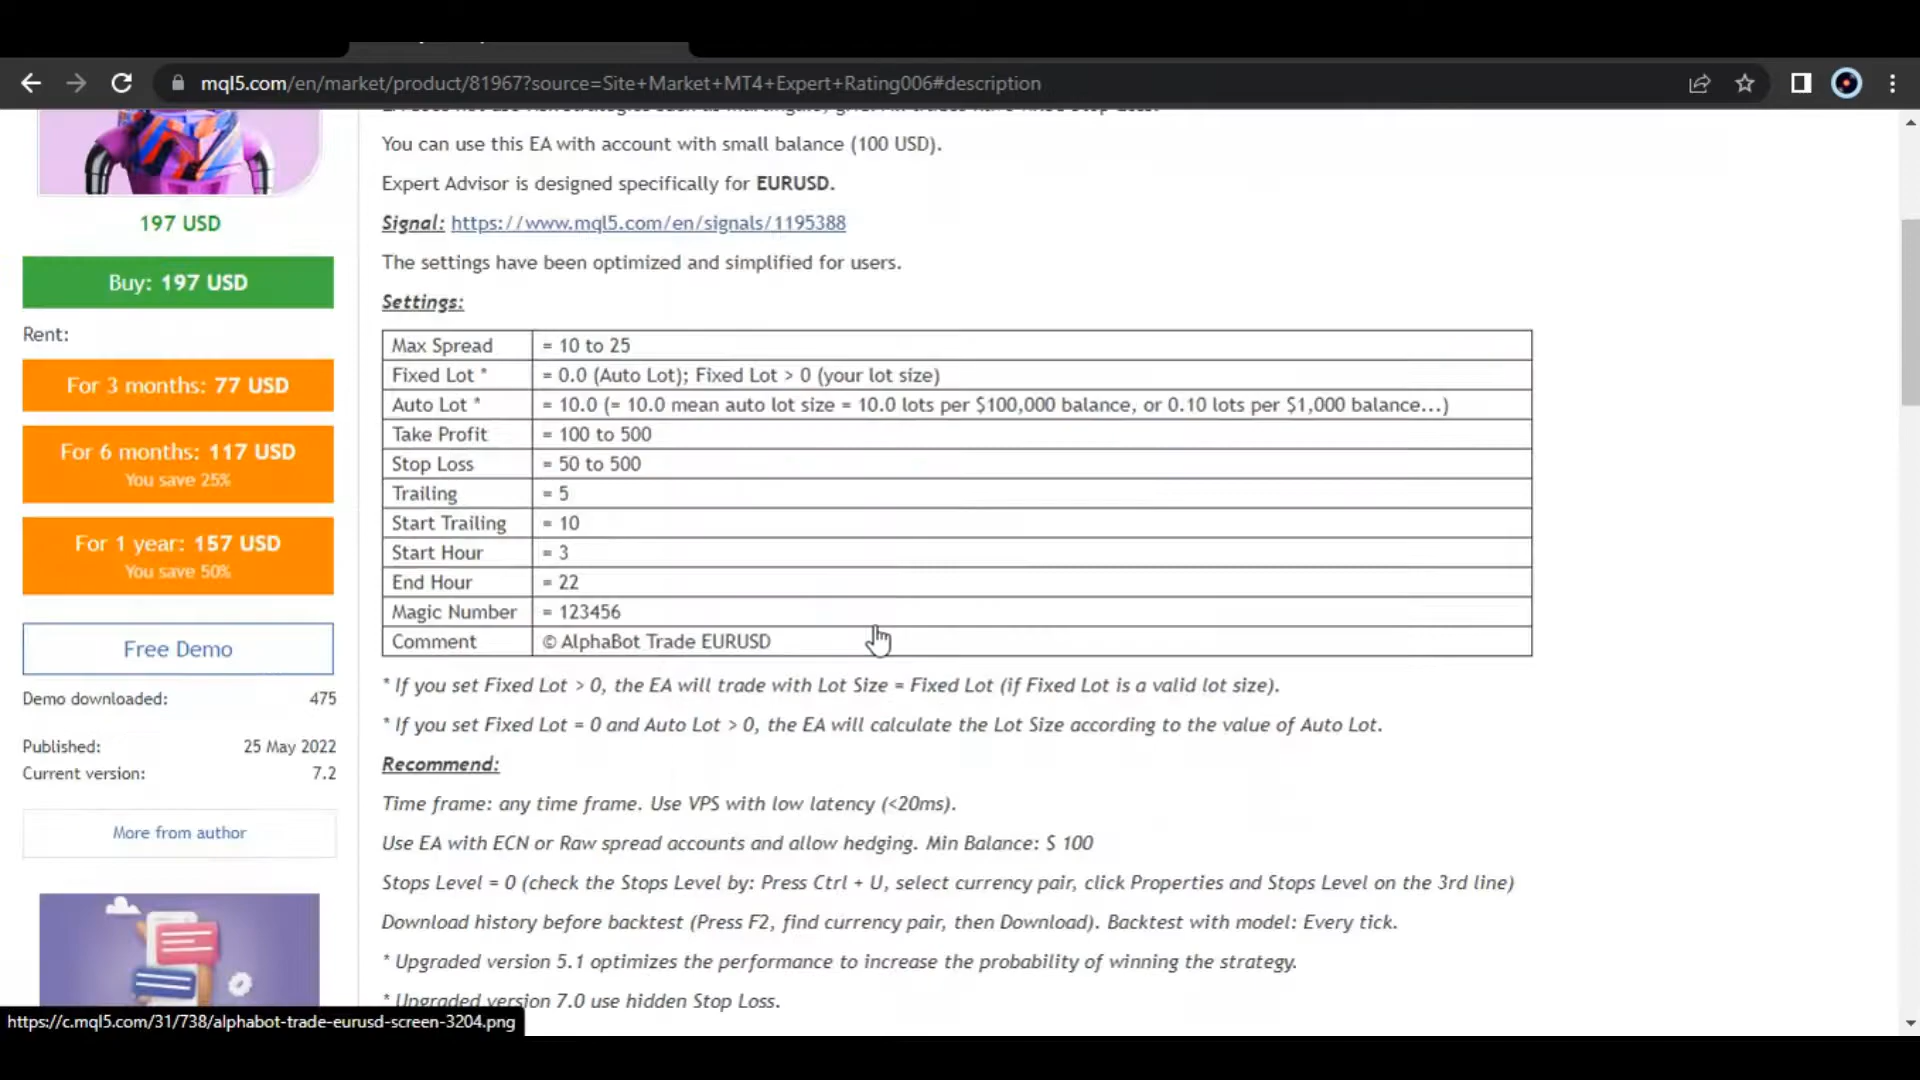 mql5.com/en/market/product/81967?source=Site+Market+MT4+Expert+Rating006#description
You can use this EA with account with small balance (100 USD).
Expert Advisor is designed specifically for EURUSD.
Signal: https://www.mql5.com/en/signals/1195388
The settings have been optimized and simplified for users.
Settings:
Max Spread = 10 to 25
Fixed Lot * = 0.0 (Auto Lot); Fixed Lot > 0 (your lot size)
Auto Lot * = 10.0 (= 10.0 mean auto lot size = 10.0 lots per $100,000 balance, or 0.10 lots per $1,000 balance...)
Take Profit = 100 to 500
Stop Loss = 50 to 500
Trailing = 5
Start Trailing = 10
Start Hour = 3
End Hour = 22
Magic Number = 123456
Comment © AlphaBot Trade EURUSD
* If you set Fixed Lot > 0, the EA will trade with Lot Size = Fixed Lot (if Fixed Lot is a valid lot size).
* If you set Fixed Lot = 0 and Auto Lot > 0, the EA will calculate the Lot Size according to the value of Auto Lot.
Recommend:
Time frame: any time frame. Use VPS with low latency (<20ms).
Use EA with ECN or Raw spread accounts and allow hedging. Min Balance: $ 100
Stops Level = 0 (check the Stops Level by: Press Ctrl + U, select currency pair, click Properties and Stops Level on the 3rd line)
Download history before backtest (Press F2, find currency pair, then Download). Backtest with model: Every tick.
* Upgraded version 5.1 optimizes the performance to increase the probability of winning the strategy.
* Upgraded version 7.0 use hidden Stop Loss.
197 USD
Buy: 197 USD
Rent:
For 3 months: 77 USD
For 6 months: 117 USD
You save 25%
For 1 year: 157 USD
You save 50%
Free Demo
Demo downloaded: 475
Published: 25 May 2022
Current version: 7.2
More from author
https://c.mql5.com/31/738/alphabot-trade-eurusd-screen-3204.png